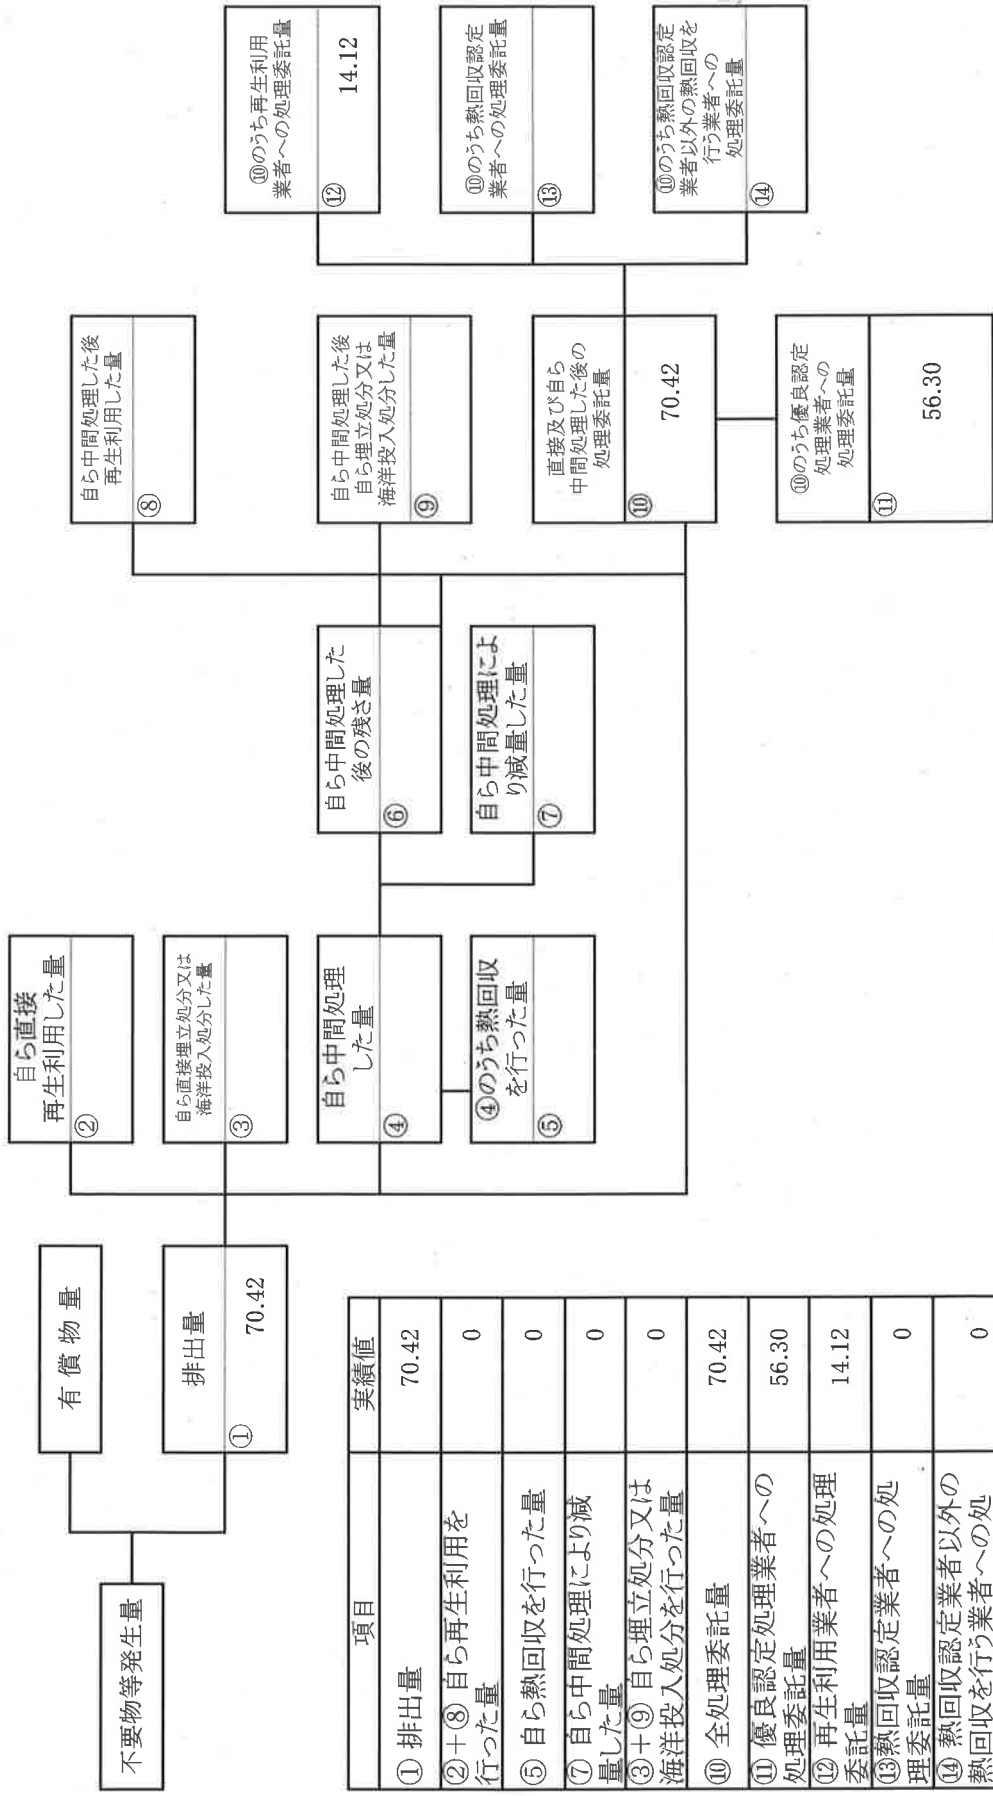 不要物等発生量
有償物量
排出量
①
70.42
自ら直接
再生利用した量
②
自ら直接埋立処分又は
海洋投入処分した量
③
自ら中間処理
した量
④
④のうち熱回収
を行った量
⑤
自ら中間処理した
後の残さ量
⑥
自ら中間処理によ
り減量した量
⑦
自ら中間処理した後
再生利用した量
⑧
自ら中間処理した後
自ら埋立処分又は
海洋投入処分した量
⑨
直接及び自ら
中間処理した後の
処理委託量
⑩
70.42
⑩のうち優良認定
処理業者への
処理委託量
⑪
56.30
⑩のうち再生利用
業者への処理委託量
⑫
14.12
⑩のうち熱回収認定
業者への処理委託量
⑬
⑩のうち熱回収認定
業者以外の熱回収を
行う業者への
処理委託量
⑭
項目 実績値
① 排出量 70.42
②+⑧ 自ら再生利用を
行った量 0
⑤ 自ら熱回収を行った量 0
⑦ 自ら中間処理により減
量した量 0
③+⑨ 自ら埋立処分又は
海洋投入処分を行った量 0
⑩ 全処理委託量 70.42
⑪ 優良認定処理業者への
処理委託量 56.30
⑫ 再生利用業者への処理
委託量 14.12
⑬熱回収認定業者への処
理委託量 0
⑭ 熱回収認定業者以外の
熱回収を行う業者への処 0